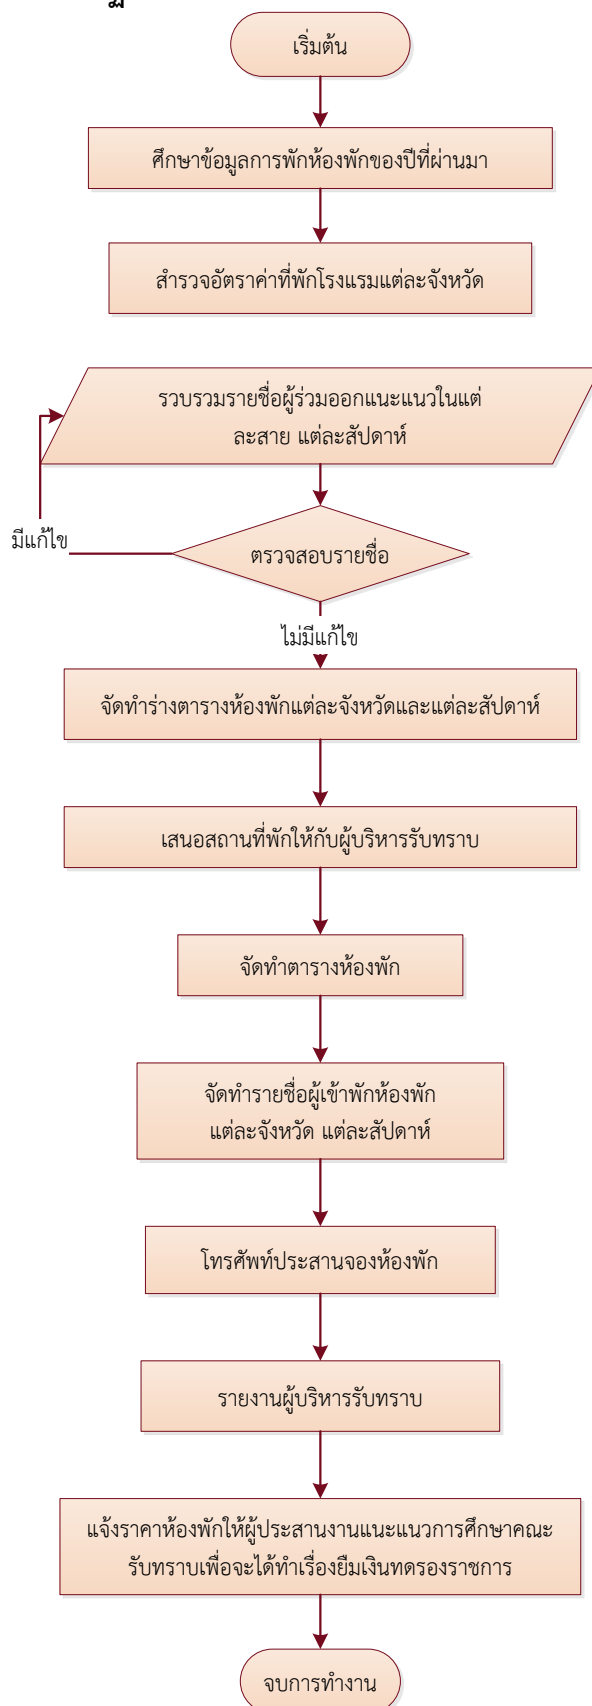 เริ่มต้น
ศึกษาข้อมูลการพักห้องพักของปีที่ผ่านมา
สำรวจอัตราค่าที่พักโรงแรมแต่ละจังหวัด
รวบรวมรายชื่อผู้ร่วมออกแนะแนวในแต่
ละสาย แต่ละสัปดาห์
มีแก้ไข
ตรวจสอบรายชื่อ
ไม่มีแก้ไข
จัดทำร่างตารางห้องพักแต่ละจังหวัดและแต่ละสัปดาห์
เสนอสถานที่พักให้กับผู้บริหารรับทราบ
จัดทำตารางห้องพัก
จัดทำรายชื่อผู้เข้าพักห้องพัก
แต่ละจังหวัด แต่ละสัปดาห์
โทรศัพท์ประสานจองห้องพัก
รายงานผู้บริหารรับทราบ
แจ้งราคาห้องพักให้ผู้ประสานงานแนะแนวการศึกษาคณะ
รับทราบเพื่อจะได้ทำเรื่องยืมเงินทดรองราชการ
จบการทำงาน